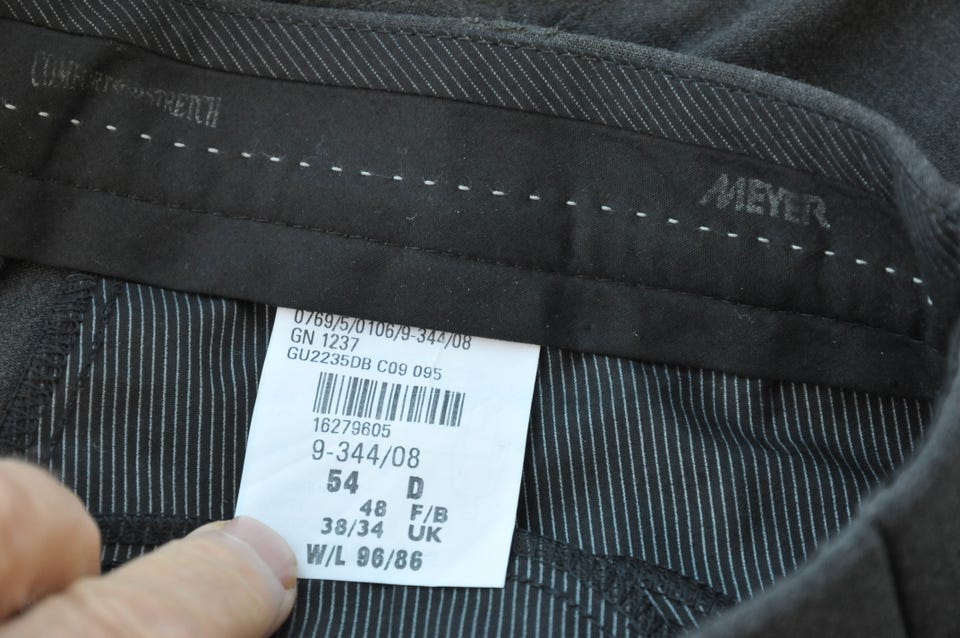 COMFORT STRETCH
MEYER
0769/5/0106/9-344/08
GN 1237
GU2235DB C09 095
16279605
9-344/08
54 D
48 F/B
38/34 UK
W/L 96/86